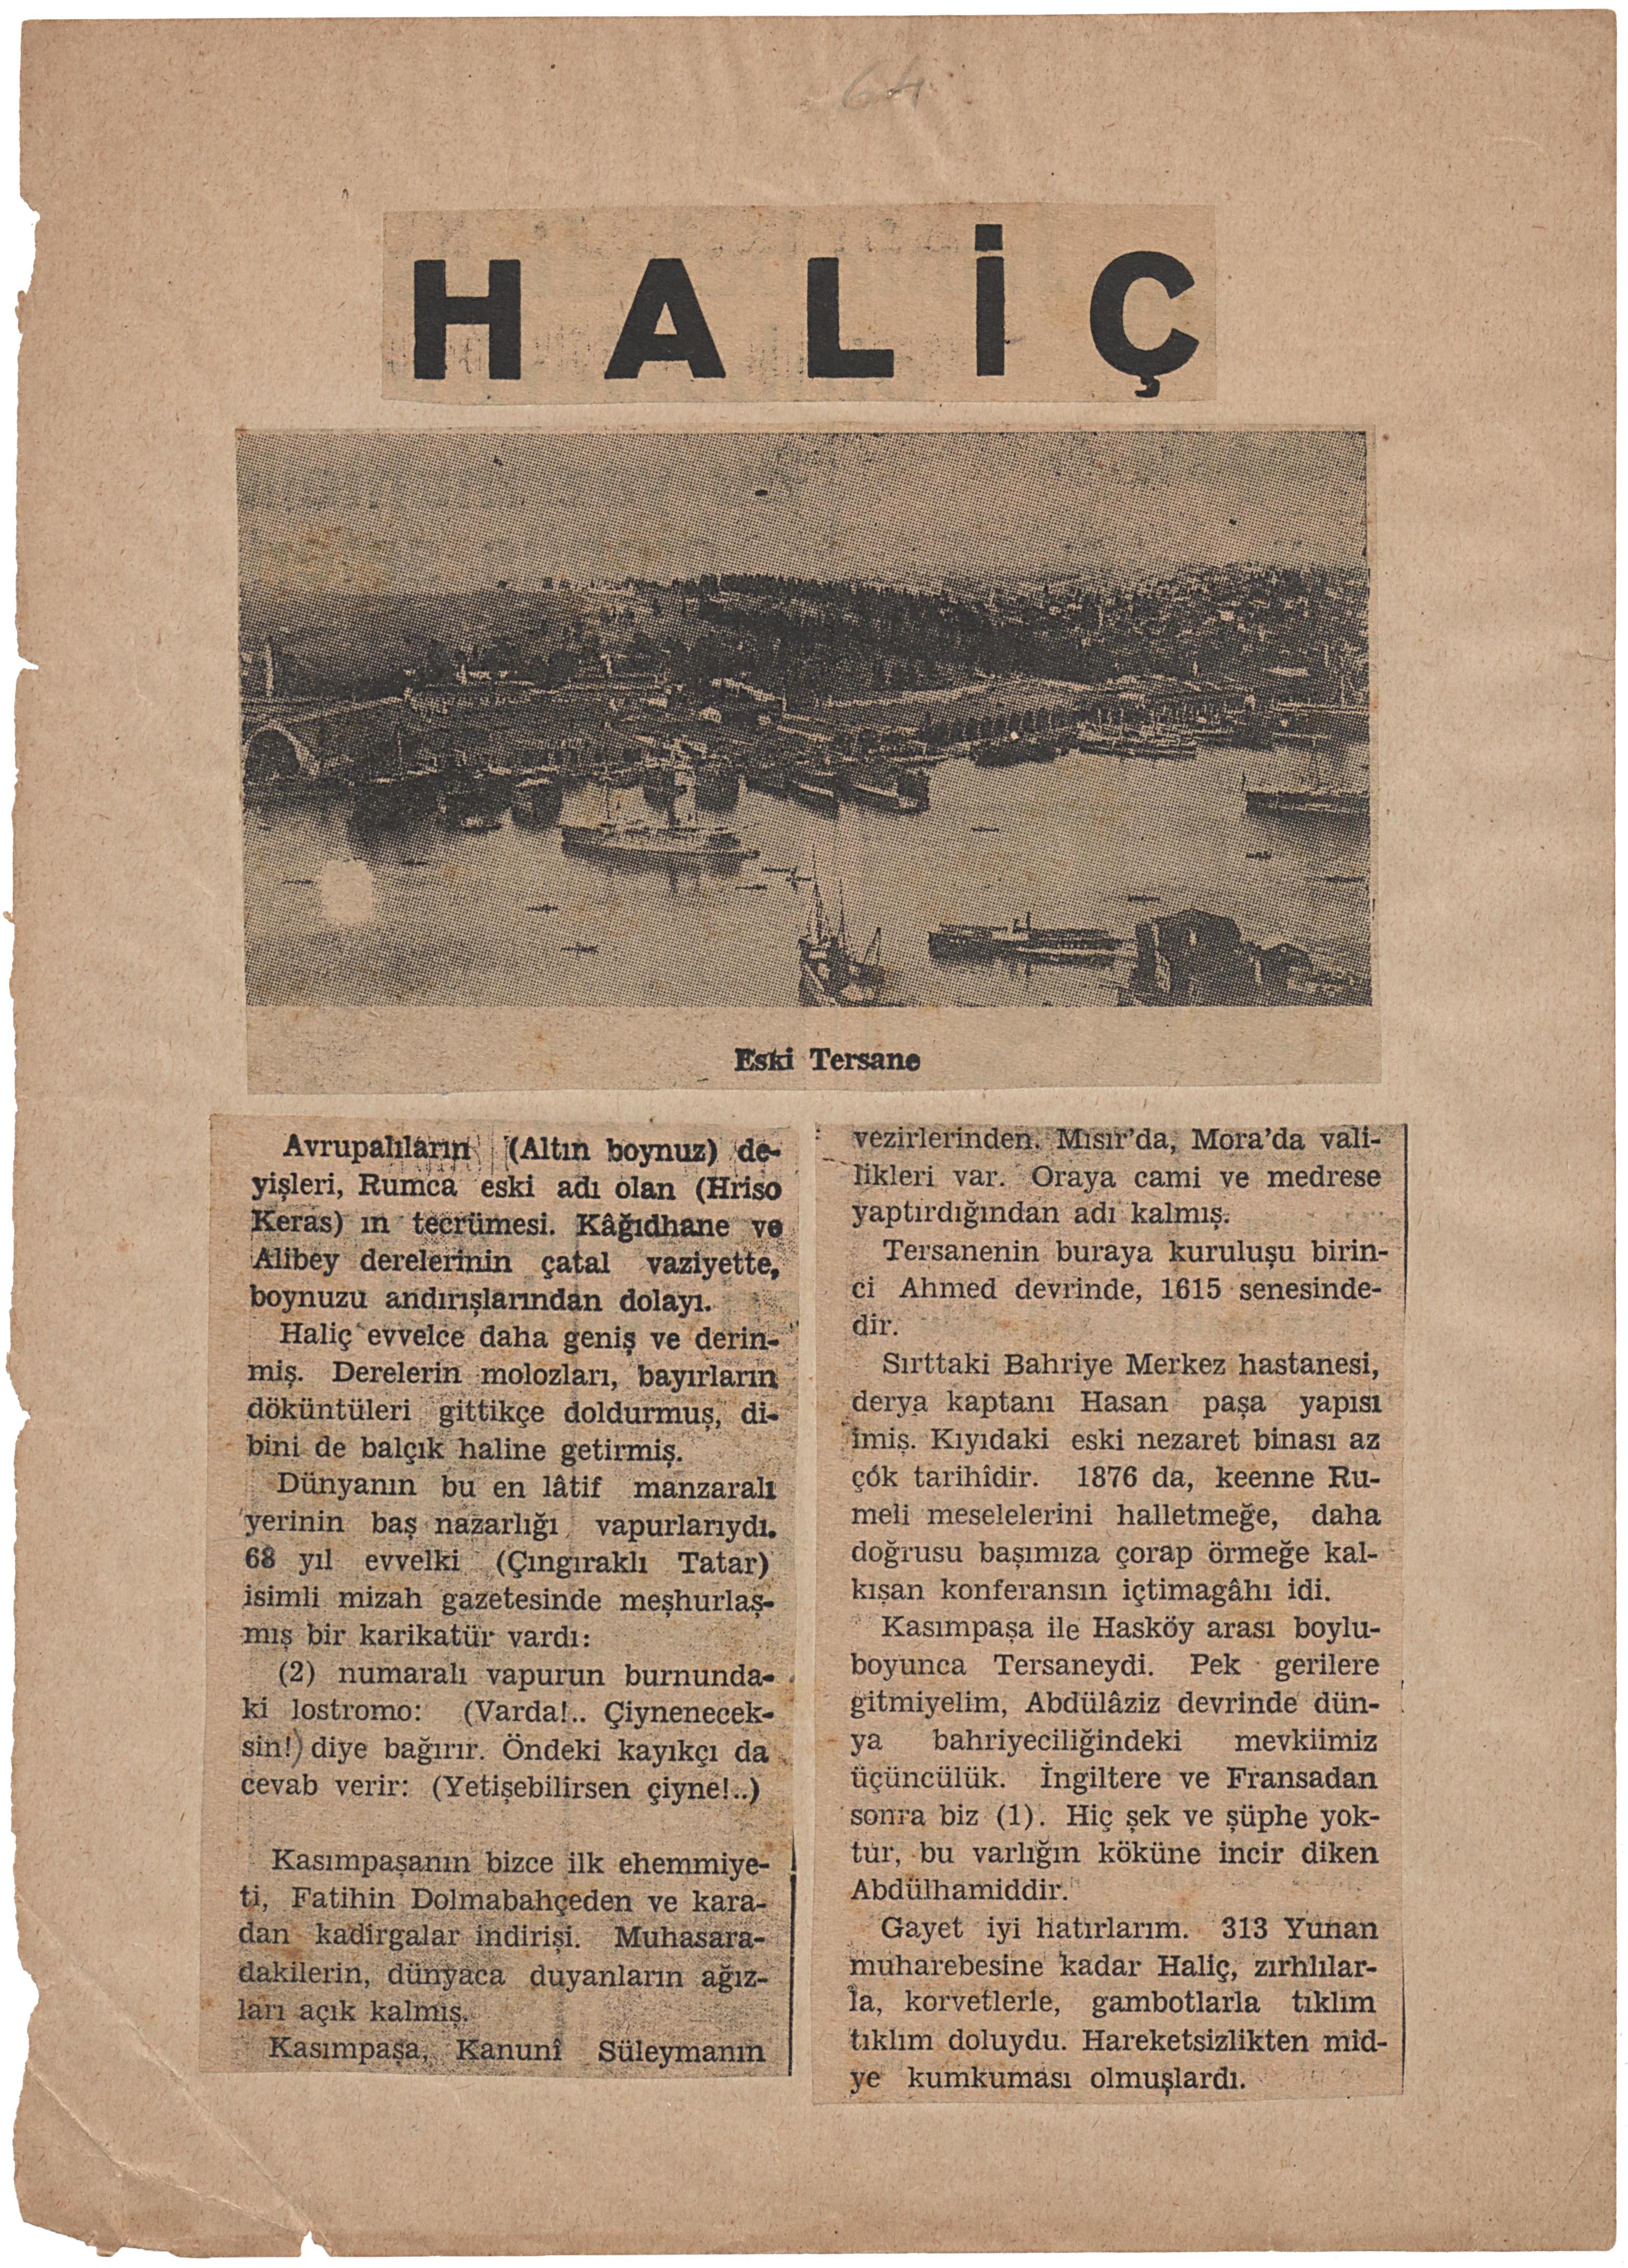 64
HALİÇ
Eski Tersane
Avrupalıların (Altın boynuz) de-
yişleri, Rumca eski adı olan (Hriso
Keras) ın tecrümesi. Kâğıdhane ve
Alibey derelerinin çatal vaziyette,
boynuzu andırışlarından dolayı.
Haliç evvelce daha geniş ve derin-
miş. Derelerin molozları, bayırların
döküntüleri gittikçe doldurmuş, di-
bini de balçık haline getirmiş.
Dünyanın bu en lâtif manzaralı
yerinin baş nazarlığı vapurlarıydı.
68 yıl evvelki (Çıngıraklı Tatar)
isimli mizah gazetesinde meşhurlaş-
mış bir karikatür vardı:
(2) numaralı vapurun burnunda-
ki lostromo: (Varda!.. Çiynenecek-
sin!) diye bağırır. Öndeki kayıkçı da
cevab verir: (Yetişebilirsen çiyne!..)
Kasımpaşanın bizce ilk ehemmiye-
ti, Fatihin Dolmabahçeden ve kara-
dan kadirgalar indirişi. Muhasara-
dakilerin, dünyaca duyanların ağız-
ları açık kalmış.
Kasımpaşa, Kanunî Süleymanın
vezirlerinden. Mısır'da, Mora'da vali-
likleri var. Oraya cami ve medrese
yaptırdığından adı kalmış.
Tersanenin buraya kuruluşu birin-
ci Ahmed devrinde, 1615 senesinde-
dir.
Sırttaki Bahriye Merkez hastanesi,
derya kaptanı Hasan paşa yapısı
imiş. Kıyıdaki eski nezaret binası az
çok tarihîdir. 1876 da, keenne Ru-
meli meselelerini halletmeğe, daha
doğrusu başımıza çorap örmeğe kal-
kışan konferansın içtimagâhı idi.
Kasımpaşa ile Hasköy arası boylu-
boyunca Tersaneydi. Pek gerilere
gitmiyelim, Abdülâziz devrinde dün-
ya bahriyeciliğindeki mevkiimiz
üçüncülük. İngiltere ve Fransadan
sonra biz (1). Hiç şek ve şüphe yok-
tur, bu varlığın köküne incir diken
Abdülhamiddir.
Gayet iyi hatırlarım. 313 Yunan
muharebesine kadar Haliç, zırhlılar-
la, korvetlerle, gambotlarla tıklım
tıklım doluydu. Hareketsizlikten mid-
ye kumkuması olmuşlardı.